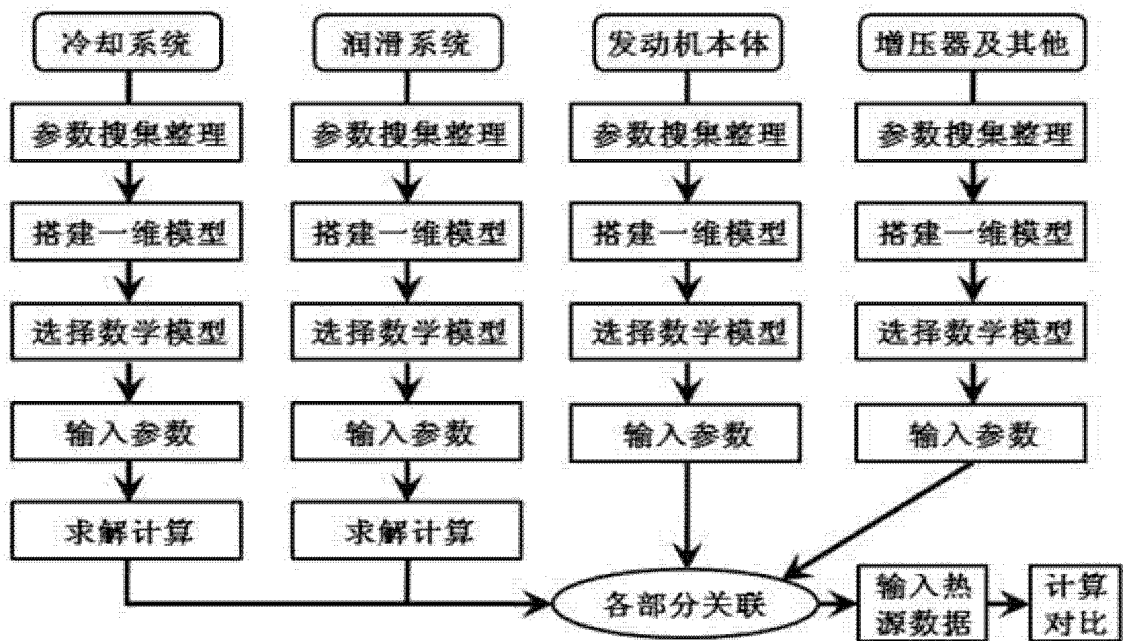 冷却系统
润滑系统
发动机本体
增压器及其他
参数搜集整理
参数搜集整理
参数搜集整理
参数搜集整理
搭建一维模型
搭建一维模型
搭建一维模型
搭建一维模型
选择数学模型
选择数学模型
选择数学模型
选择数学模型
输入参数
输入参数
输入参数
输入参数
求解计算
求解计算
各部分关联
输入热
源数据
计算
对比